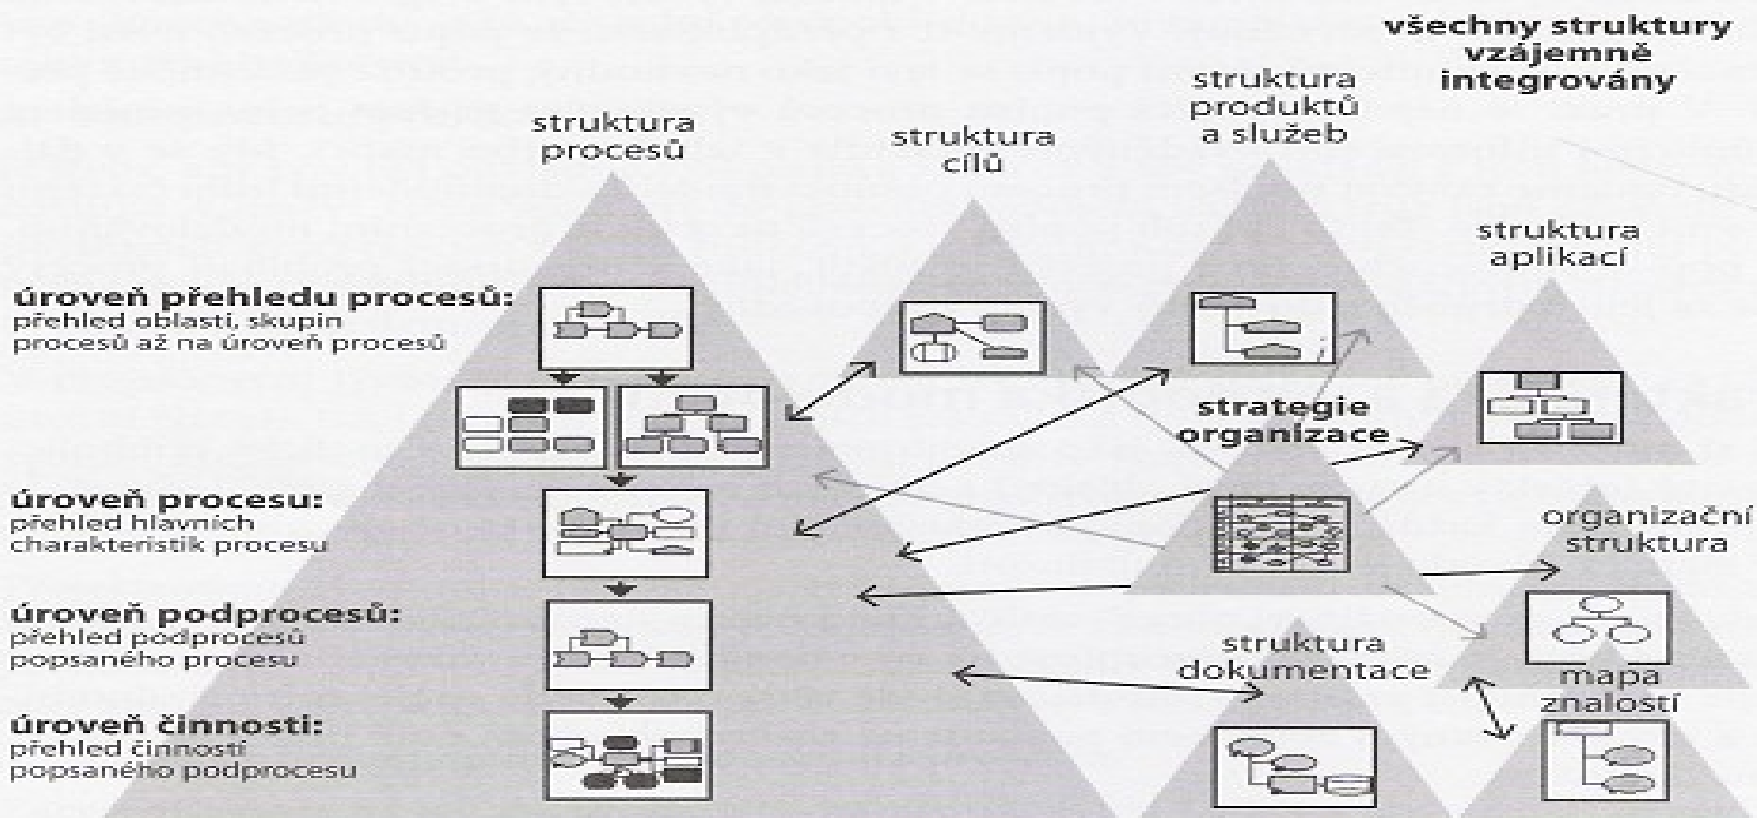 všechny struktury
vzájemně
integrovány
struktura
procesů
struktura
cílů
struktura
produktů
a služeb
struktura
aplikací
úroveň přehledu procesů:
přehled oblastí, skupin
procesů až na úroveň procesů
strategie
organizace
úroveň procesu:
přehled hlavních
charakteristik procesu
organizační
struktura
úroveň podprocesů:
přehled podprocesů
popsaného procesu
struktura
dokumentace
mapa
znalostí
úroveň činnosti:
přehled činností
popsaného podprocesu